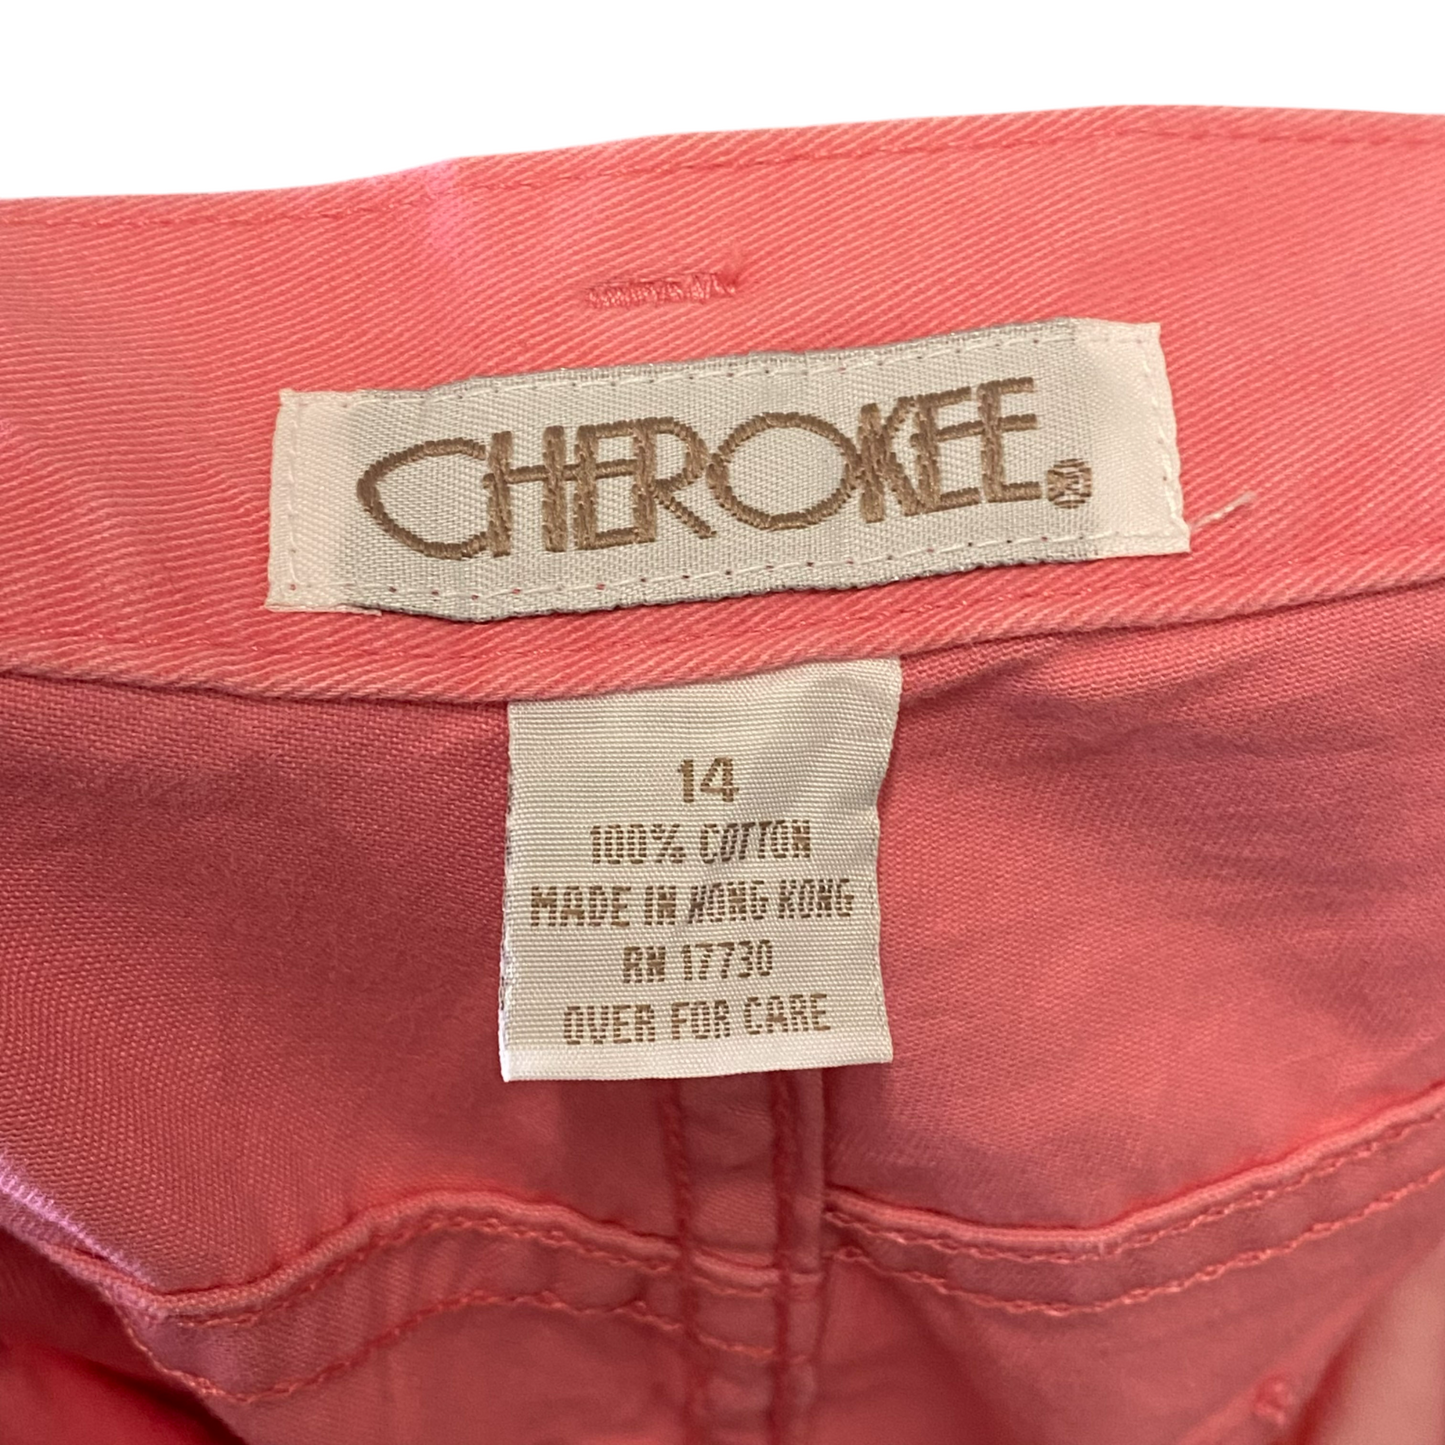 CHEROKEE®
14
100% COTTON
MADE IN HONG KONG
RN 17730
OVER FOR CARE